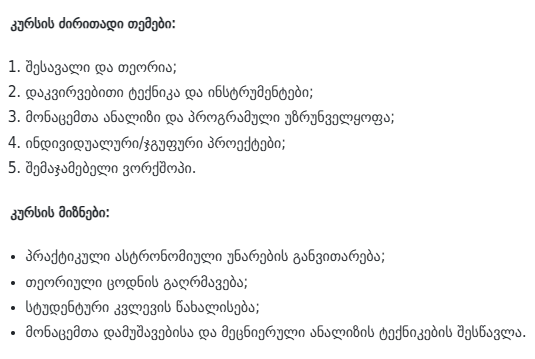 კურსის ძირითადი თემები:
1. შესავალი და თეორია;
2. დაკვირვებითი ტექნიკა და ინსტრუმენტები;
3. მონაცემთა ანალიზი და პროგრამული უზრუნველყოფა;
4. ინდივიდუალური/ჯგუფური პროექტები;
5. შემაჯამებელი ვორქშოპი.
კურსის მიზნები:
• პრაქტიკული ასტრონომიული უნარების განვითარება;
• თეორიული ცოდნის გაღრმავება;
• სტუდენტური კვლევის წახალისება;
• მონაცემთა დამუშავებისა და მეცნიერული ანალიზის ტექნიკების შესწავლა.